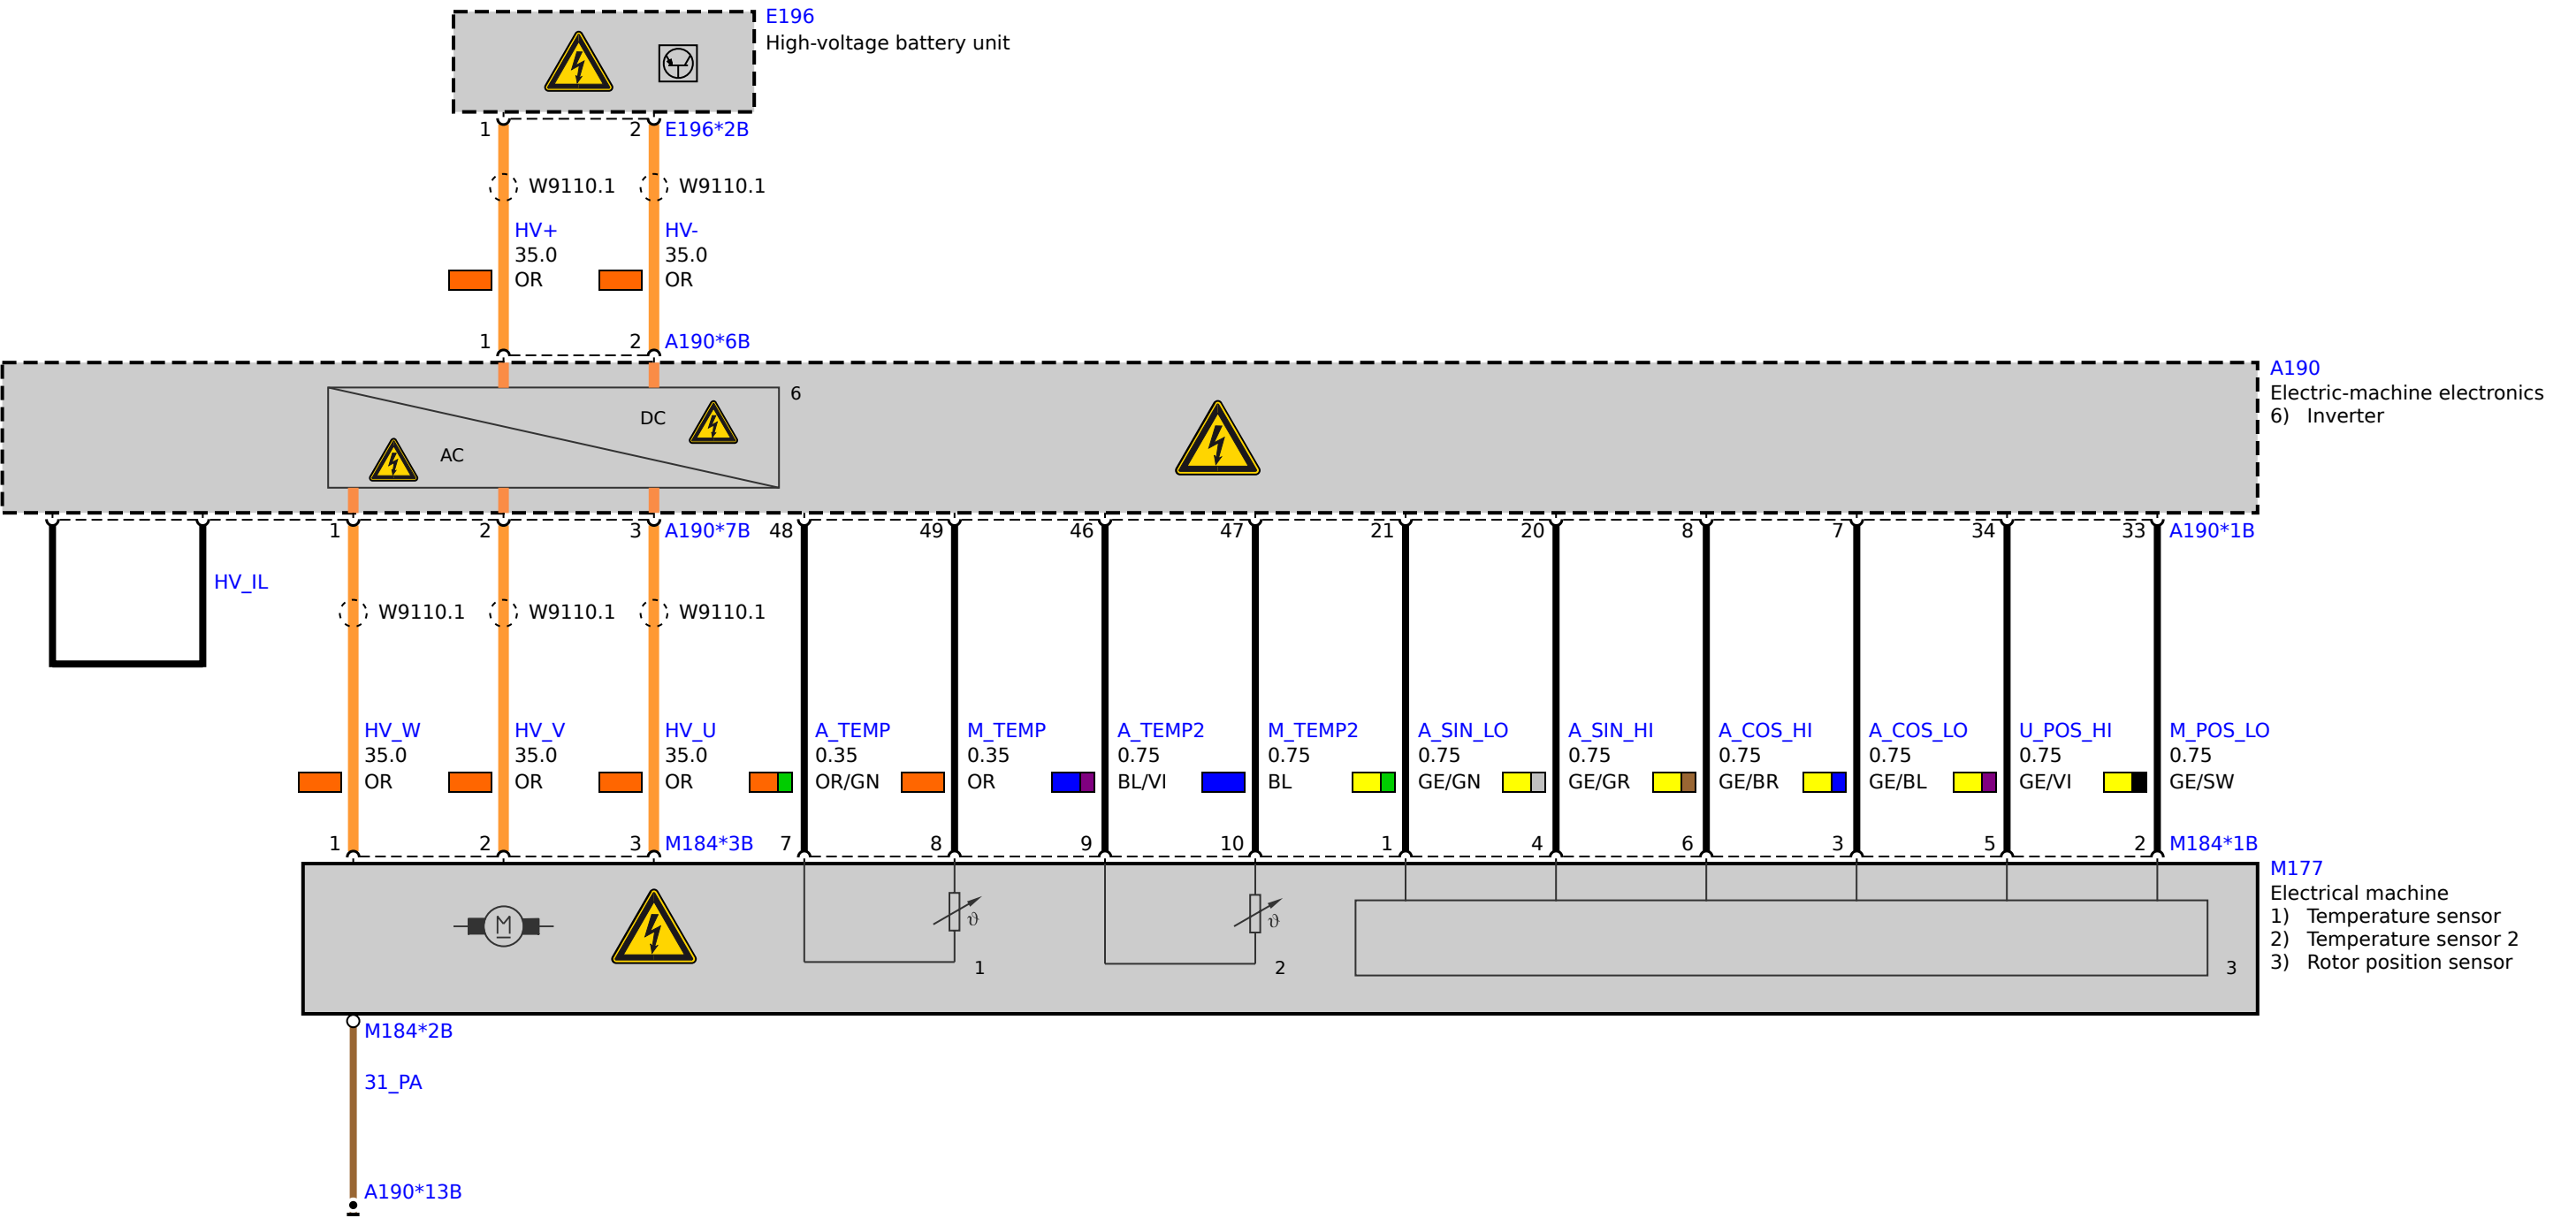 E196
High-voltage battery unit
1 2 E196*2B
W9110.1 W9110.1
HV+ HV-
35.0 35.0
OR OR
1 2 A190*6B
A190
Electric-machine electronics
6) Inverter
6
DC
AC
1 2 3 A190*7B 48 49 46 47 21 20 8 7 34 33 A190*1B
HV_IL
W9110.1 W9110.1 W9110.1
HV_W HV_V HV_U A_TEMP M_TEMP A_TEMP2 M_TEMP2 A_SIN_LO A_SIN_HI A_COS_HI A_COS_LO U_POS_HI M_POS_LO
35.0 35.0 35.0 0.35 0.35 0.75 0.75 0.75 0.75 0.75 0.75 0.75 0.75
OR OR OR OR/GN OR BL/VI BL GE/GN GE/GR GE/BR GE/BL GE/VI GE/SW
1 2 3 M184*3B 7 8 9 10 1 4 6 3 5 2 M184*1B
M177
Electrical machine
1) Temperature sensor
2) Temperature sensor 2
3) Rotor position sensor
M ϑ ϑ
1 2 3
M184*2B
31_PA
A190*13B